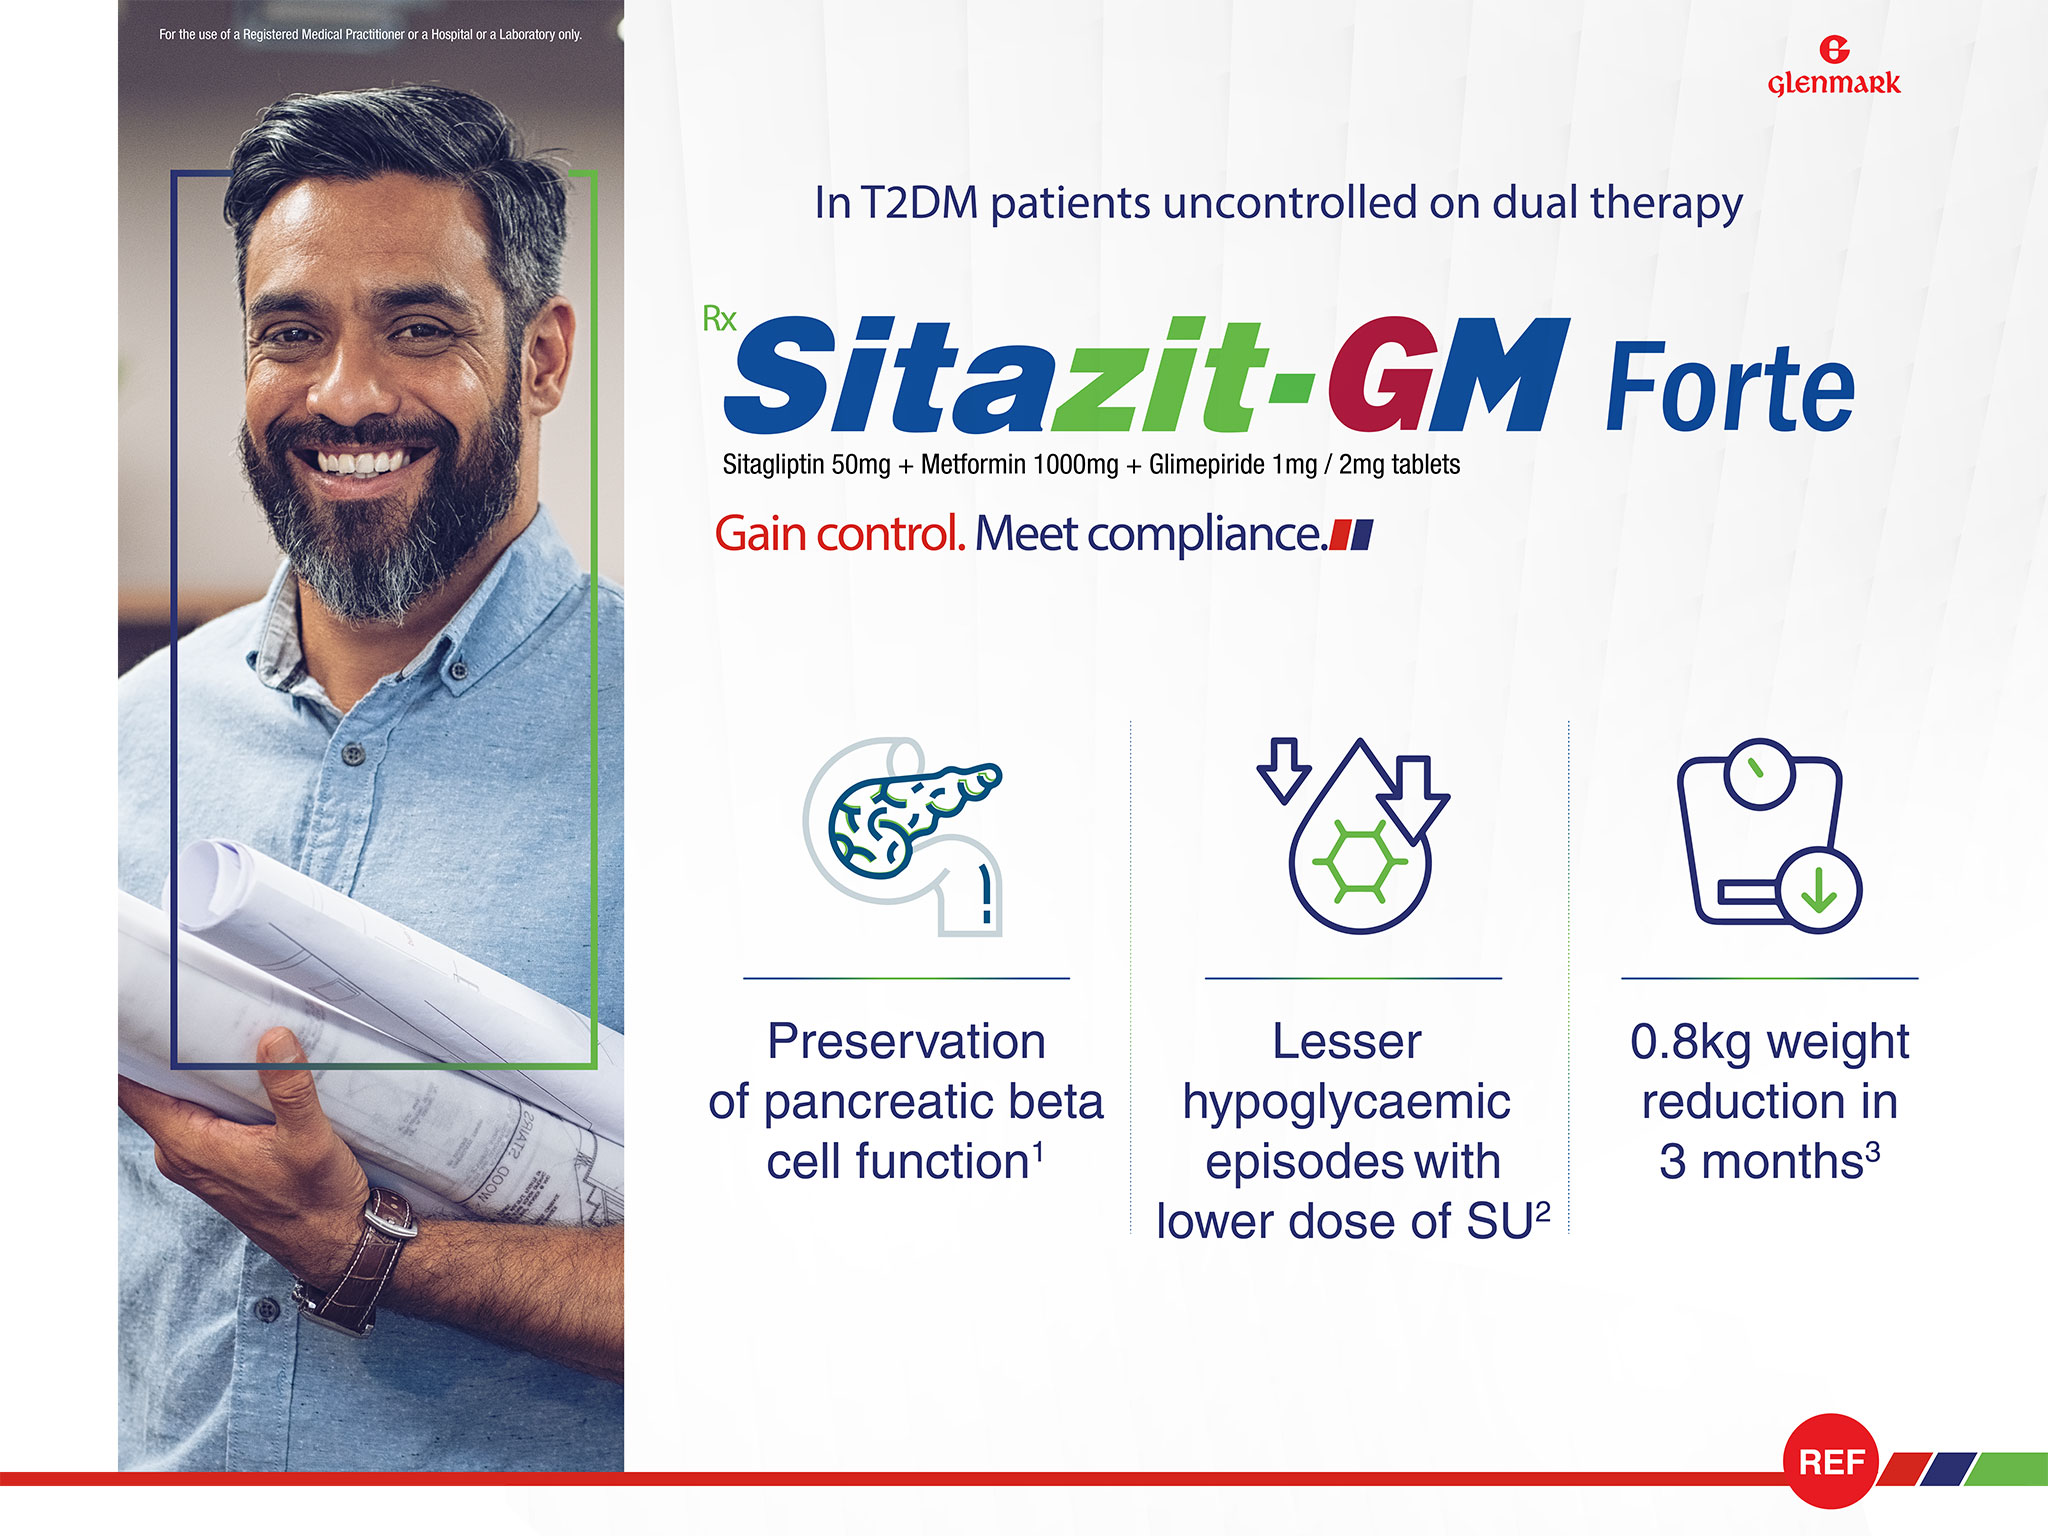 For the use of a Registered Medical Practitioner or a Hospital or a Laboratory only.
glenmark
In T2DM patients uncontrolled on dual therapy
Rx Sitazit-GM Forte
Sitagliptin 50mg + Metformin 1000mg + Glimepiride 1mg / 2mg tablets
Gain control. Meet compliance.
Preservation
of pancreatic beta
cell function¹
Lesser
hypoglycaemic
episodes with
lower dose of SU²
0.8kg weight
reduction in
3 months³
WOOD STAIRS
REF